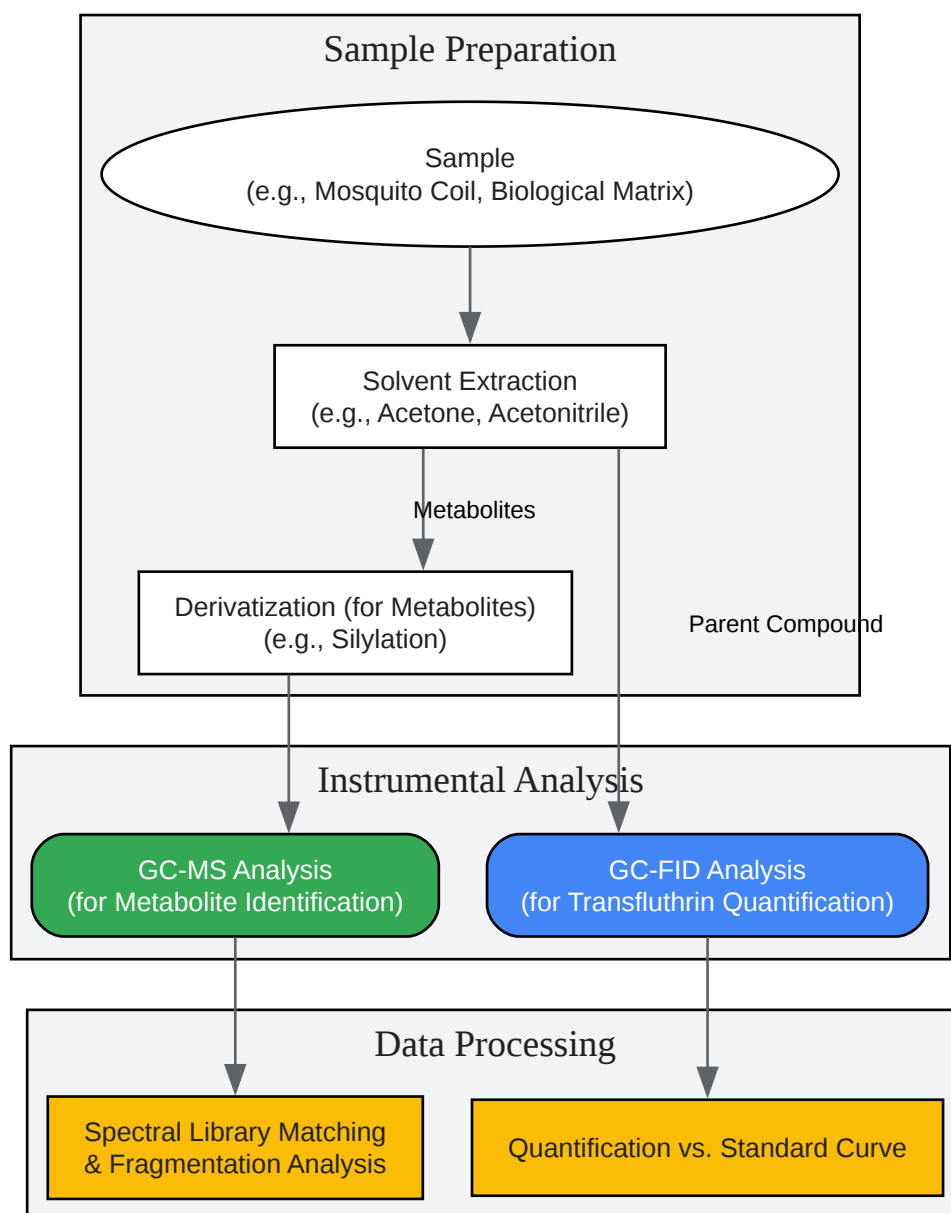 Sample Preparation
Sample
(e.g., Mosquito Coil, Biological Matrix)
Solvent Extraction
(e.g., Acetone, Acetonitrile)
Metabolites
Derivatization (for Metabolites)
(e.g., Silylation)
Parent Compound
Instrumental Analysis
GC-MS Analysis
(for Metabolite Identification)
GC-FID Analysis
(for Transfluthrin Quantification)
Data Processing
Spectral Library Matching
& Fragmentation Analysis
Quantification vs. Standard Curve